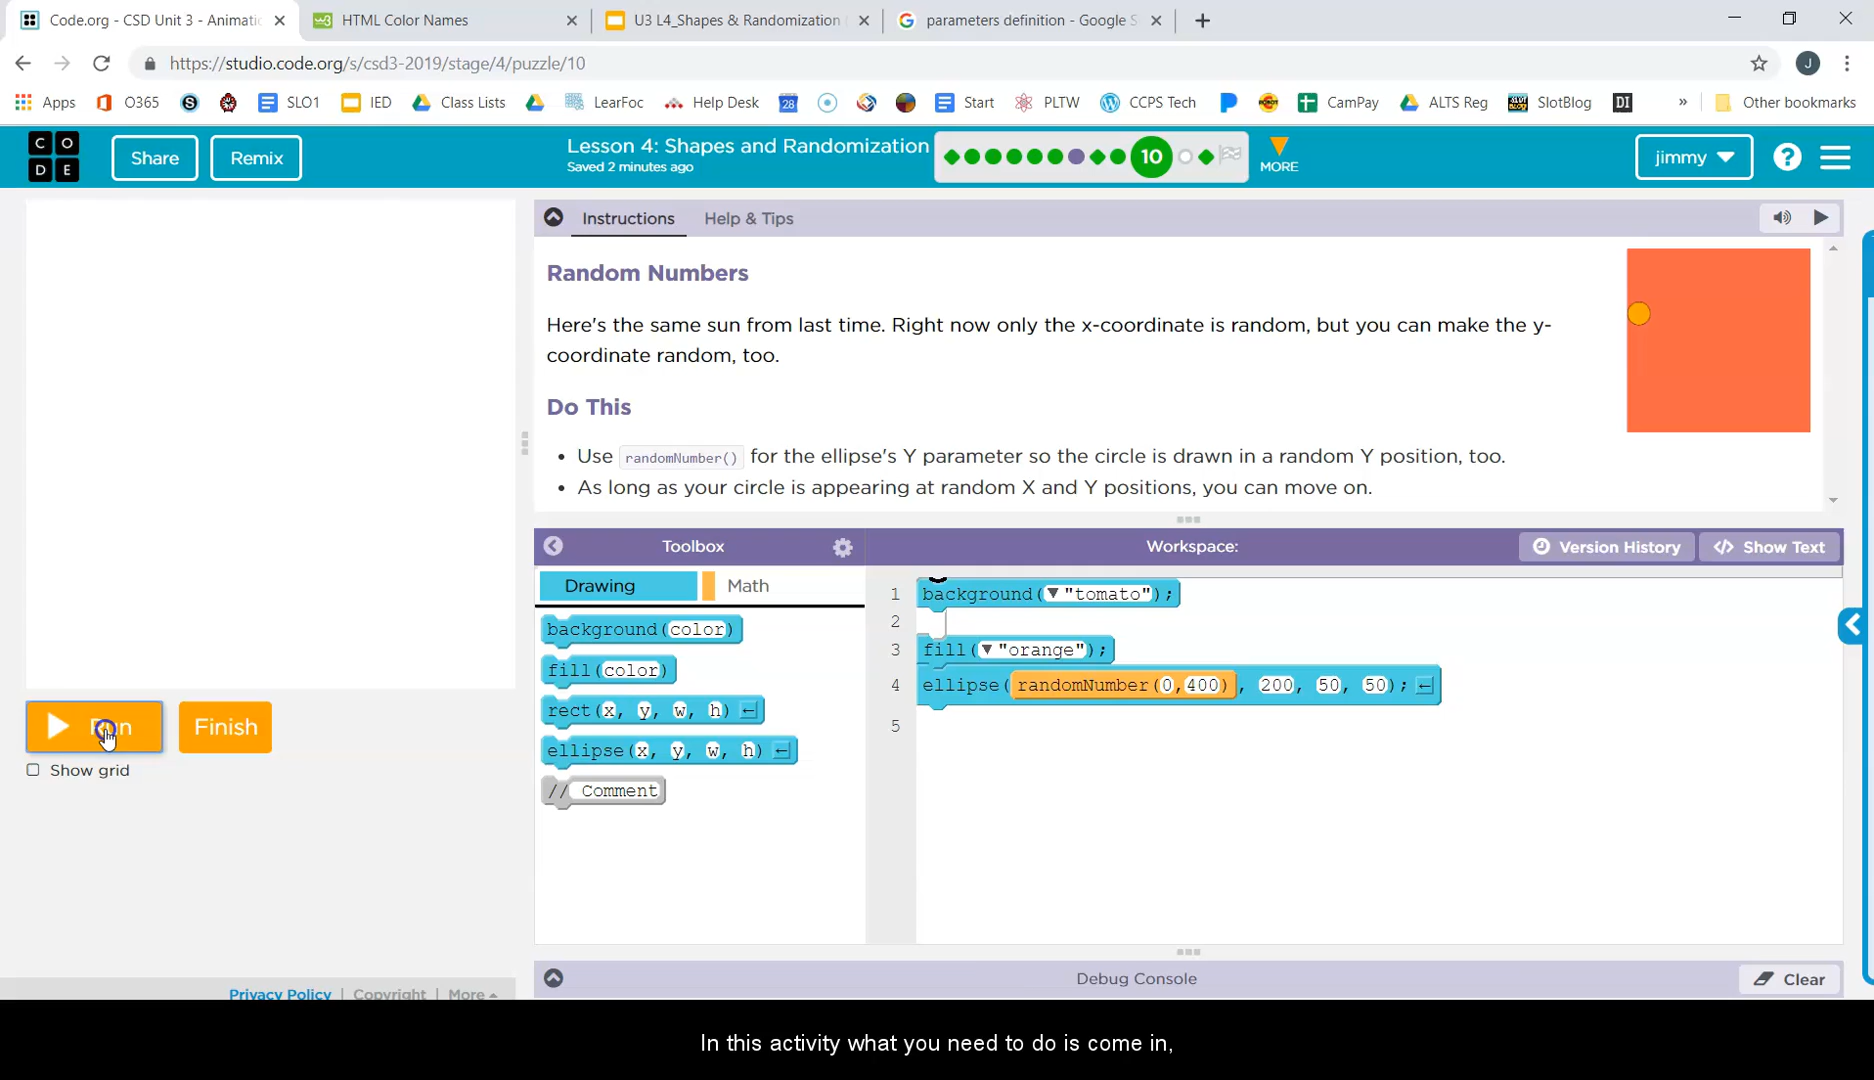 Code.org - CSD Unit 3 - Animatic
HTML Color Names
U3 L4_Shapes & Randomization
parameters definition - Google S
https://studio.code.org/s/csd3-2019/stage/4/puzzle/10
J
Apps
O365
SLO1
IED
Class Lists
LearFoc
Help Desk
28
Start
PLTW
CCPS Tech
CamPay
ALTS Reg
SlotBlog
DI
»
Other bookmarks
C O
D E
Share
Remix
Lesson 4: Shapes and Randomization
Saved 2 minutes ago
10
MORE
jimmy
?
Instructions
Help & Tips
Random Numbers
Here's the same sun from last time. Right now only the x-coordinate is random, but you can make the y-
coordinate random, too.
Do This
• Use randomNumber() for the ellipse's Y parameter so the circle is drawn in a random Y position, too.
• As long as your circle is appearing at random X and Y positions, you can move on.
Run
Finish
Show grid
Toolbox
Workspace:
Version History
Show Text
Drawing
Math
background(color)
fill(color)
rect(x, y, w, h)
ellipse(x, y, w, h)
// Comment
1 background("tomato");
2
3 fill("orange");
4 ellipse(randomNumber(0,400), 200, 50, 50);
5
Debug Console
Clear
Privacy Policy | Copyright | More
In this activity what you need to do is come in,